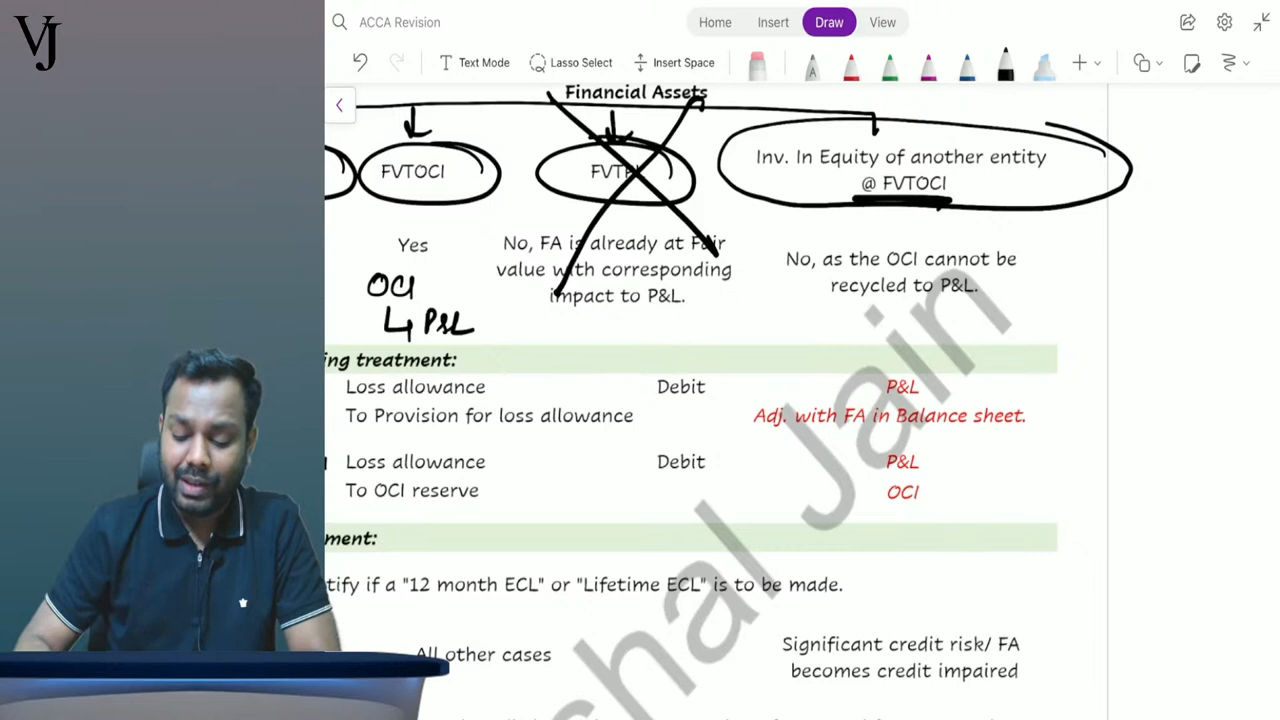 VJ
ACCA Revision
Home Insert Draw View
Text Mode Lasso Select Insert Space
Financial Assets
FVTOCI
Inv. In Equity of another entity
@ FVTOCI
Yes
No, FA is already at Fair
value with corresponding
impact to P&L.
No, as the OCI cannot be
recycled to P&L.
OCI
↳ P&L
ing treatment:
Loss allowance Debit P&L
To Provision for loss allowance Adj. with FA in Balance sheet.
Loss allowance Debit P&L
To OCI reserve OCI
ment:
tify if a "12 month ECL" or "Lifetime ECL" is to be made.
All other cases
Significant credit risk/ FA
becomes credit impaired
shal Jain